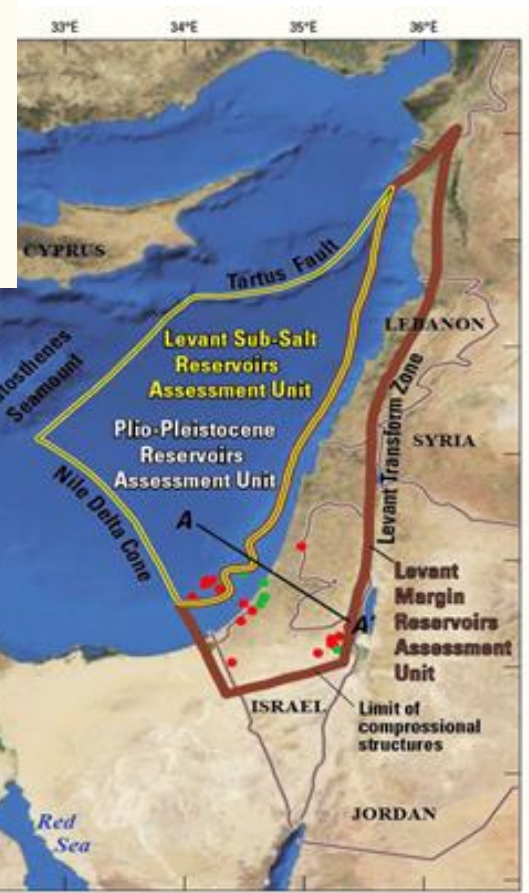 33°E 34°E 35°E 36°E
CYPRUS
Tartus Fault
Levant Sub-Salt
Reservoirs
Assessment Unit
LEBANON
Seamount
Plio-Pleistocene
Reservoirs
Assessment Unit
Levant Transform Zone
SYRIA
Nile Delta Cone
A
Levant
Margin
Reservoirs
Assessment
Unit
A'
ISRAEL
Limit of
compressional
structures
JORDAN
Red
Sea